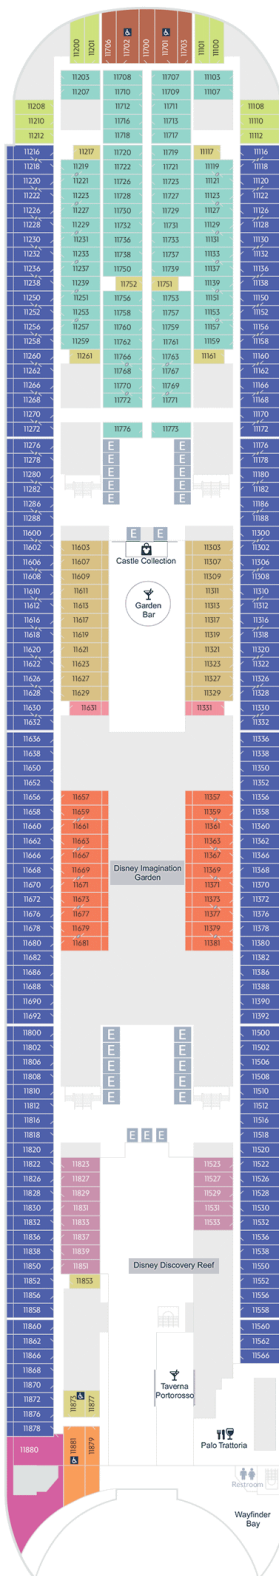 11200 11201 11706 11702 11700 11701 11703 11101 11100
11203 11708 11707 11103
11207 11710 11709 11107
11208 11712 11711 11108
11210 11716 11713 11110
11212 11718 11717 11112
11216 11217 11720 11719 11117 11116
11218 11219 11722 11721 11119 11118
11220 11221 11726 11723 11121 11120
11222 11223 11728 11727 11123 11122
11226 11227 11730 11729 11127 11126
11228 11229 11732 11731 11129 11128
11230 11231 11736 11733 11131 11130
11232 11233 11738 11737 11133 11132
11236 11237 11750 11739 11137 11136
11238 11239 11752 11751 11139 11138
11250 11251 11756 11753 11151 11150
11252 11253 11758 11757 11153 11152
11256 11257 11760 11759 11157 11156
11258 11259 11762 11761 11159 11158
11260 11261 11766 11763 11161 11160
11262 11768 11767 11162
11266 11770 11769 11166
11268 11772 11771 11168
11270 11170
11272 11776 11773 11172
11276 E E 11176
11278 E E 11178
11280 E E 11180
11282 E E 11182
11286 E E 11186
11288 11188
11600 E E 11300
11602 11603 11303 11302
Castle Collection
11606 11607 11307 11306
11608 11609 11309 11308
11610 11611 11311 11310
11612 11613 Garden 11313 11312
11616 11617 Bar 11317 11316
11618 11619 11319 11318
11620 11621 11321 11320
11622 11623 11323 11322
11626 11627 11327 11326
11628 11629 11329 11328
11630 11631 11331 11330
11632 11332
11636 11336
11638 11338
11650 11350
11652 11352
11656 11657 11357 11356
11658 11659 11359 11358
11660 11661 11361 11360
11662 11663 11363 11362
11666 11667 11367 11366
11668 11669 Disney Imagination 11369 11368
Garden
11670 11671 11371 11370
11672 11673 11373 11372
11676 11677 11377 11376
11678 11679 11379 11378
11680 11681 11381 11380
11682 11382
11686 11386
11688 11388
11690 11390
11692 11392
11800 E E 11500
11802 E E 11502
11806 E E 11506
11808 E E 11508
11810 E E 11510
11812 11512
11816 11516
11818 E E E 11518
11820 11520
11822 11823 11523 11522
11826 11827 11527 11526
11828 11829 11529 11528
11830 11831 11531 11530
11832 11833 11533 11532
11836 11837 11536
11838 11839 11538
11850 11851 Disney Discovery Reef 11550
11852 11853 11552
11856 11556
11858 11558
11860 11560
11862 11562
11866 11566
11868
11870
Taverna
Portorosso
11872 11873 11877
11876
11878
Palo Trattoria
11880 11881 11879
Restroom
Wayfinder
Bay